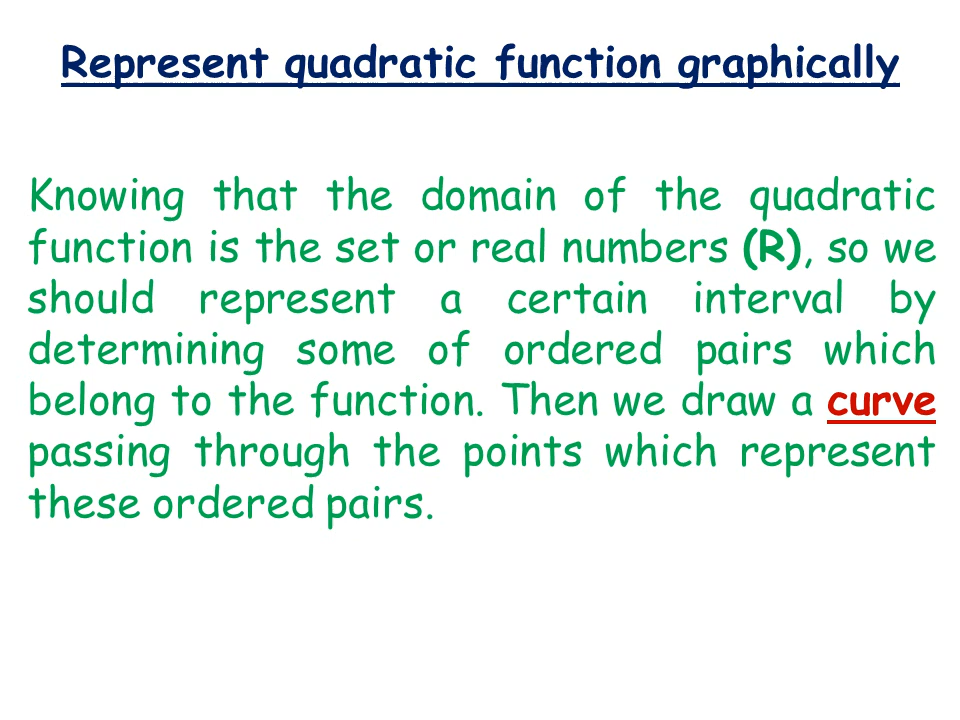 Represent quadratic function graphically
Knowing that the domain of the quadratic
function is the set or real numbers (R), so we
should represent a certain interval by
determining some of ordered pairs which
belong to the function. Then we draw a curve
passing through the points which represent
these ordered pairs.